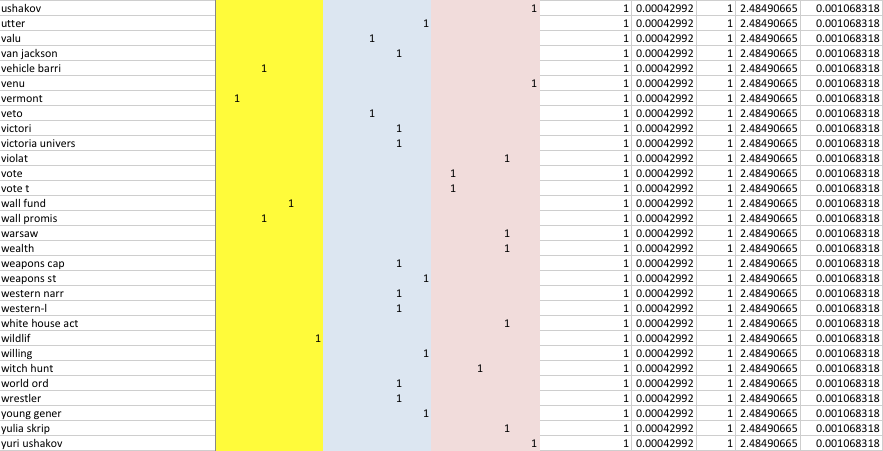 ushakov 1 1 0.00042992 1 2.48490665 0.001068318
utter 1 1 0.00042992 1 2.48490665 0.001068318
valu 1 1 0.00042992 1 2.48490665 0.001068318
van jackson 1 1 0.00042992 1 2.48490665 0.001068318
vehicle barri 1 1 0.00042992 1 2.48490665 0.001068318
venu 1 1 0.00042992 1 2.48490665 0.001068318
vermont 1 1 0.00042992 1 2.48490665 0.001068318
veto 1 1 0.00042992 1 2.48490665 0.001068318
victori 1 1 0.00042992 1 2.48490665 0.001068318
victoria univers 1 1 0.00042992 1 2.48490665 0.001068318
violat 1 1 0.00042992 1 2.48490665 0.001068318
vote 1 1 0.00042992 1 2.48490665 0.001068318
vote t 1 1 0.00042992 1 2.48490665 0.001068318
wall fund 1 1 0.00042992 1 2.48490665 0.001068318
wall promis 1 1 0.00042992 1 2.48490665 0.001068318
warsaw 1 1 0.00042992 1 2.48490665 0.001068318
wealth 1 1 0.00042992 1 2.48490665 0.001068318
weapons cap 1 1 0.00042992 1 2.48490665 0.001068318
weapons st 1 1 0.00042992 1 2.48490665 0.001068318
western narr 1 1 0.00042992 1 2.48490665 0.001068318
western-l 1 1 0.00042992 1 2.48490665 0.001068318
white house act 1 1 0.00042992 1 2.48490665 0.001068318
wildlif 1 1 0.00042992 1 2.48490665 0.001068318
willing 1 1 0.00042992 1 2.48490665 0.001068318
witch hunt 1 1 0.00042992 1 2.48490665 0.001068318
world ord 1 1 0.00042992 1 2.48490665 0.001068318
wrestler 1 1 0.00042992 1 2.48490665 0.001068318
young gener 1 1 0.00042992 1 2.48490665 0.001068318
yulia skrip 1 1 0.00042992 1 2.48490665 0.001068318
yuri ushakov 1 1 0.00042992 1 2.48490665 0.001068318